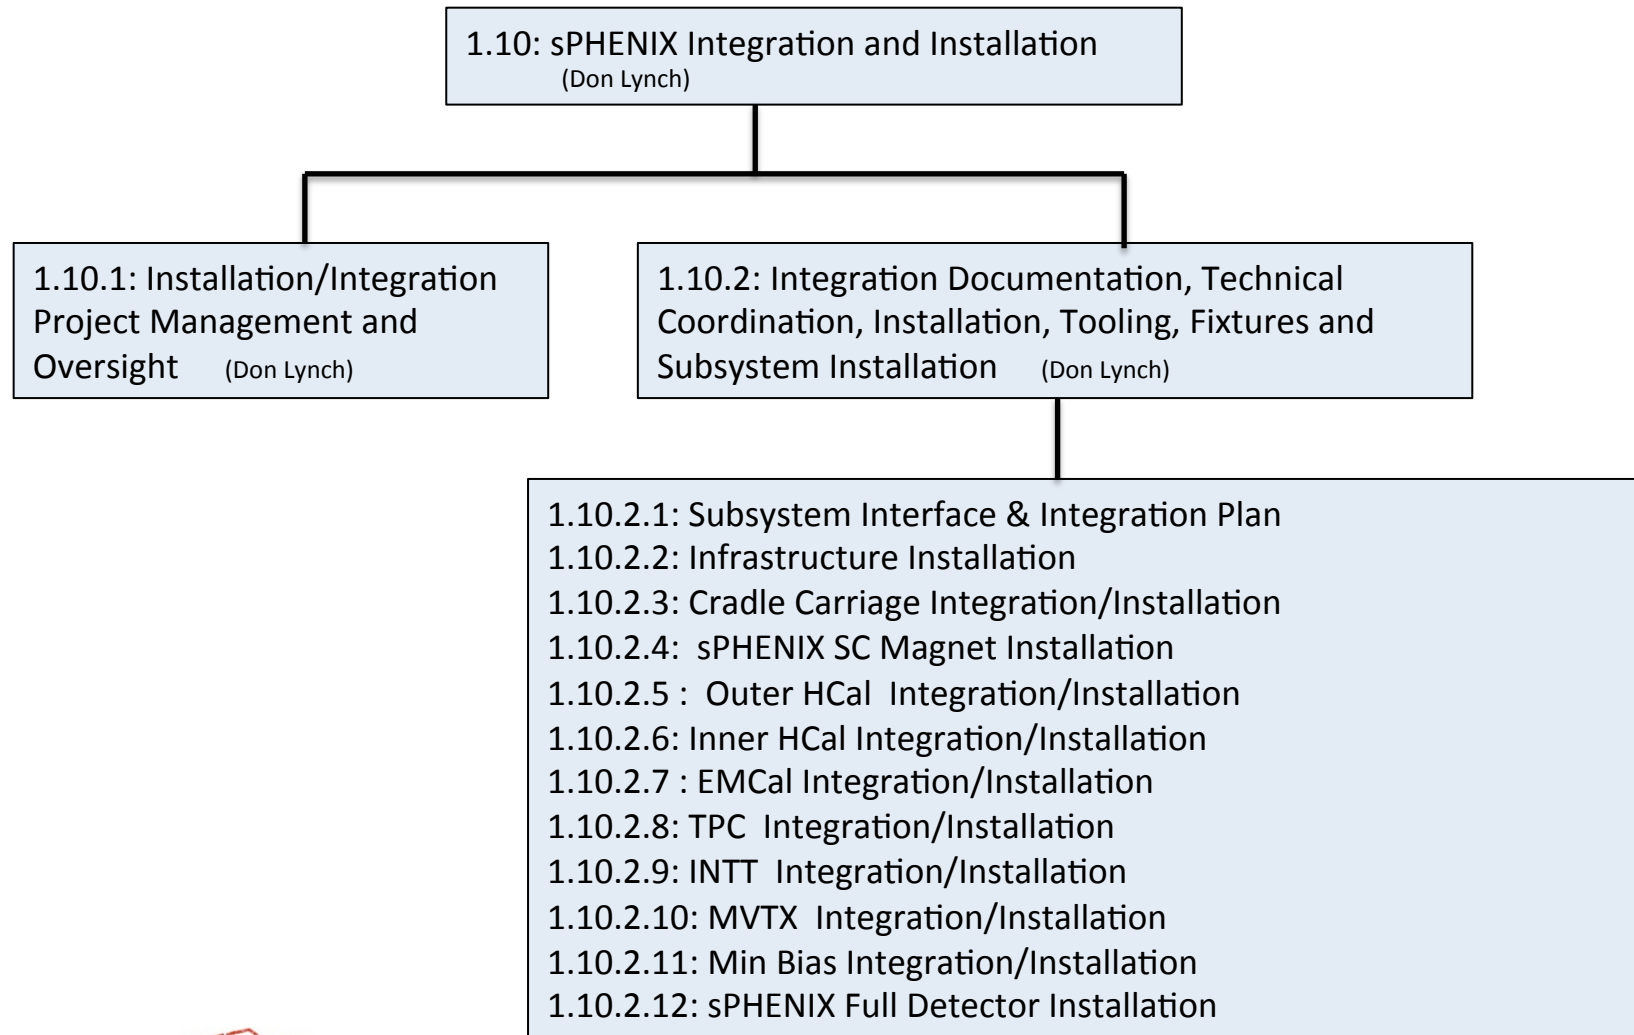 1.10: sPHENIX Integration and Installation
(Don Lynch)
1.10.1: Installation/Integration
Project Management and
Oversight (Don Lynch)
1.10.2: Integration Documentation, Technical
Coordination, Installation, Tooling, Fixtures and
Subsystem Installation (Don Lynch)
1.10.2.1: Subsystem Interface & Integration Plan
1.10.2.2: Infrastructure Installation
1.10.2.3: Cradle Carriage Integration/Installation
1.10.2.4: sPHENIX SC Magnet Installation
1.10.2.5 : Outer HCal Integration/Installation
1.10.2.6: Inner HCal Integration/Installation
1.10.2.7 : EMCal Integration/Installation
1.10.2.8: TPC Integration/Installation
1.10.2.9: INTT Integration/Installation
1.10.2.10: MVTX Integration/Installation
1.10.2.11: Min Bias Integration/Installation
1.10.2.12: sPHENIX Full Detector Installation